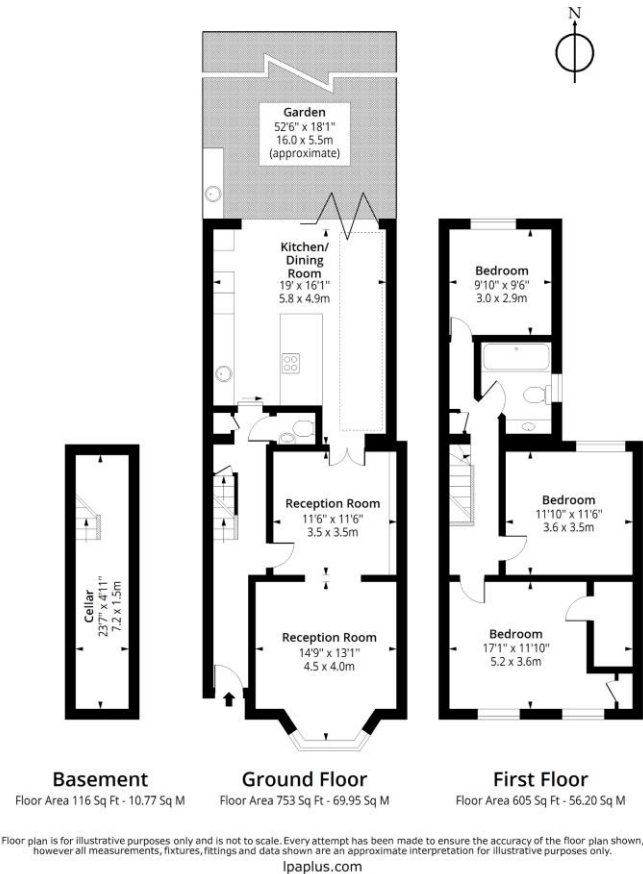 N
Garden
52'6" x 18'1"
16.0 x 5.5m
(approximate)
Kitchen/
Dining
Room
19' x 16'1"
5.8 x 4.9m
Bedroom
9'10" x 9'6"
3.0 x 2.9m
Reception Room
11'6" x 11'6"
3.5 x 3.5m
Bedroom
11'10" x 11'6"
3.6 x 3.5m
Cellar
23'7" x 4'11"
7.2 x 1.5m
Reception Room
14'9" x 13'1"
4.5 x 4.0m
Bedroom
17'1" x 11'10"
5.2 x 3.6m
Basement
Floor Area 116 Sq Ft - 10.77 Sq M
Ground Floor
Floor Area 753 Sq Ft - 69.95 Sq M
First Floor
Floor Area 605 Sq Ft - 56.20 Sq M
Floor plan is for illustrative purposes only and is not to scale. Every attempt has been made to ensure the accuracy of the floor plan shown,
however all measurements, fixtures, fittings and data shown are an approximate interpretation for illustrative purposes only.
lpaplus.com